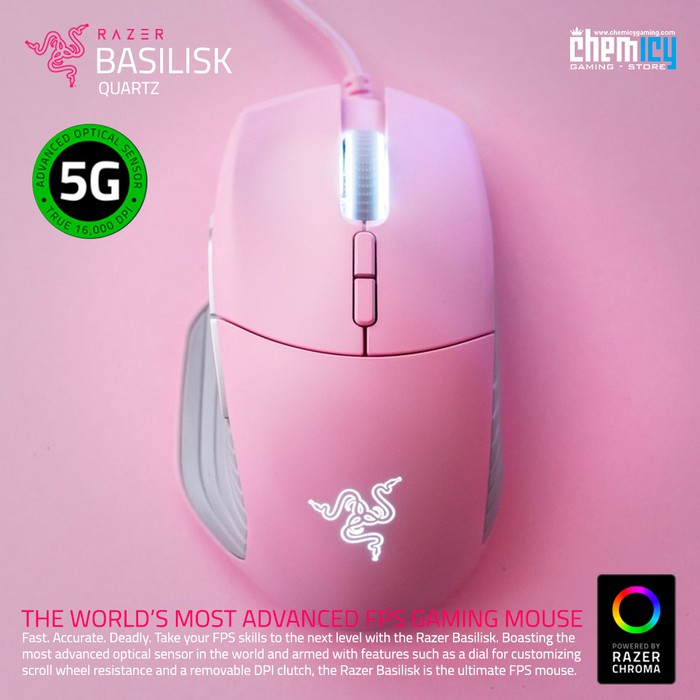 RAZER
BASILISK
QUARTZ
www.chemicygaming.com
chemicy
GAMING - STORE
ADVANCED OPTICAL SENSOR
5G
• TRUE 16,000 DPI •
THE WORLD'S MOST ADVANCED FPS GAMING MOUSE
Fast. Accurate. Deadly. Take your FPS skills to the next level with the Razer Basilisk. Boasting the
most advanced optical sensor in the world and armed with features such as a dial for customizing
scroll wheel resistance and a removable DPI clutch, the Razer Basilisk is the ultimate FPS mouse.
POWERED BY
RAZER
CHROMA